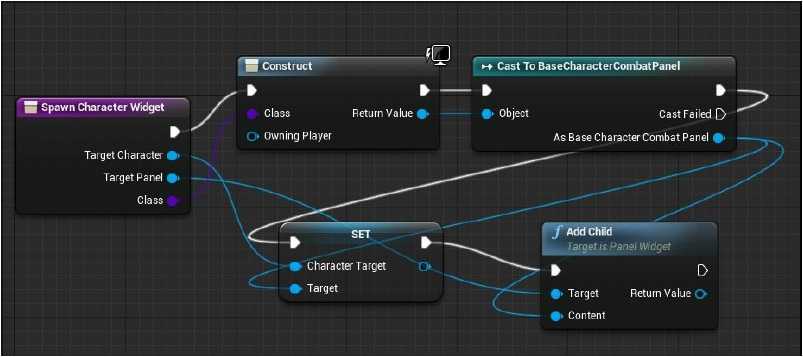 Construct
Cast To BaseCharacterCombatPanel
Spawn Character Widget
Class
Return Value
Object
Cast Failed
Owning Player
As Base Character Combat Panel
Target Character
Target Panel
Class
SET
Character Target
Target
Add Child
Target is Panel Widget
Target
Return Value
Content